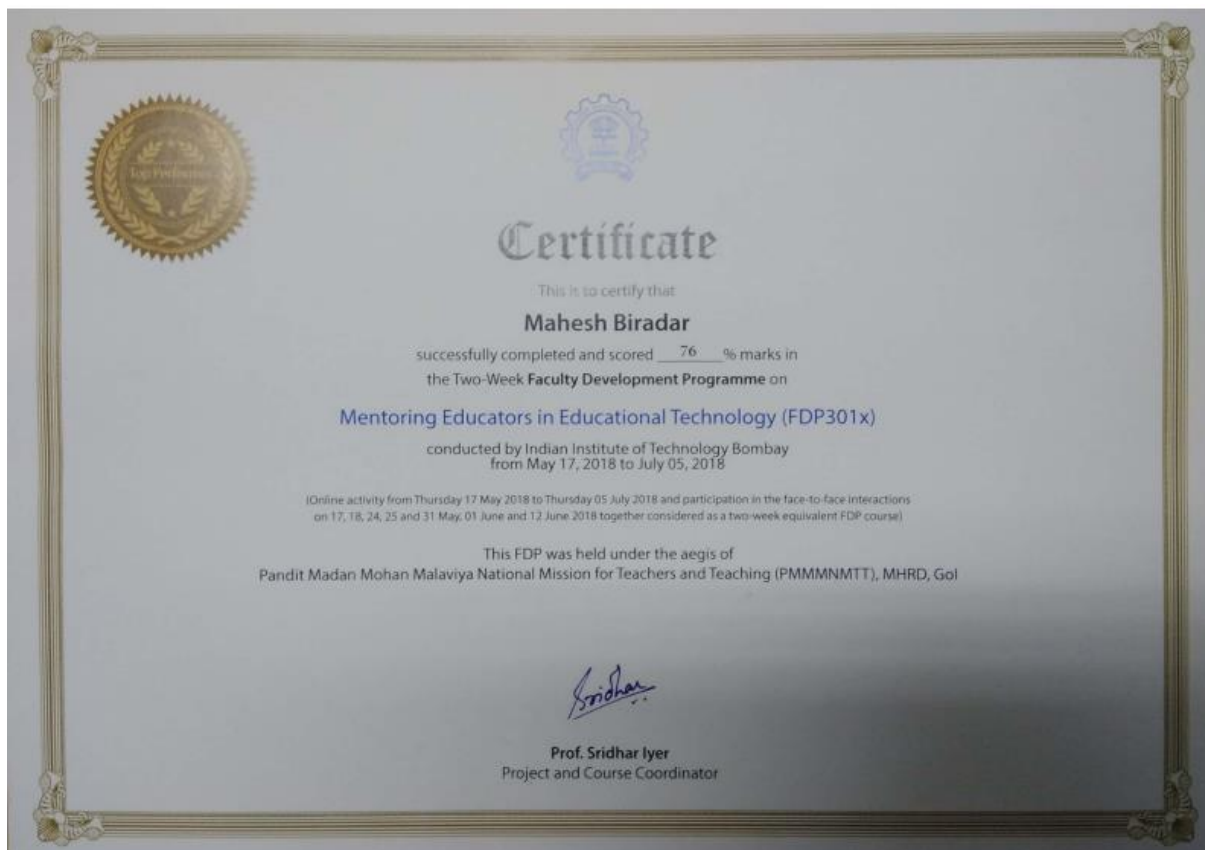 Top Performer
Certificate
This is to certify that
Mahesh Biradar
successfully completed and scored 76 % marks in
the Two-Week Faculty Development Programme on
Mentoring Educators in Educational Technology (FDP301x)
conducted by Indian Institute of Technology Bombay
from May 17, 2018 to July 05, 2018
(Online activity from Thursday 17 May 2018 to Thursday 05 July 2018 and participation in the face-to-face interactions
on 17, 18, 24, 25 and 31 May, 01 June and 12 June 2018 together considered as a two-week equivalent FDP course)
This FDP was held under the aegis of
Pandit Madan Mohan Malaviya National Mission for Teachers and Teaching (PMMMNMTT), MHRD, GoI
Sridhar
Prof. Sridhar Iyer
Project and Course Coordinator